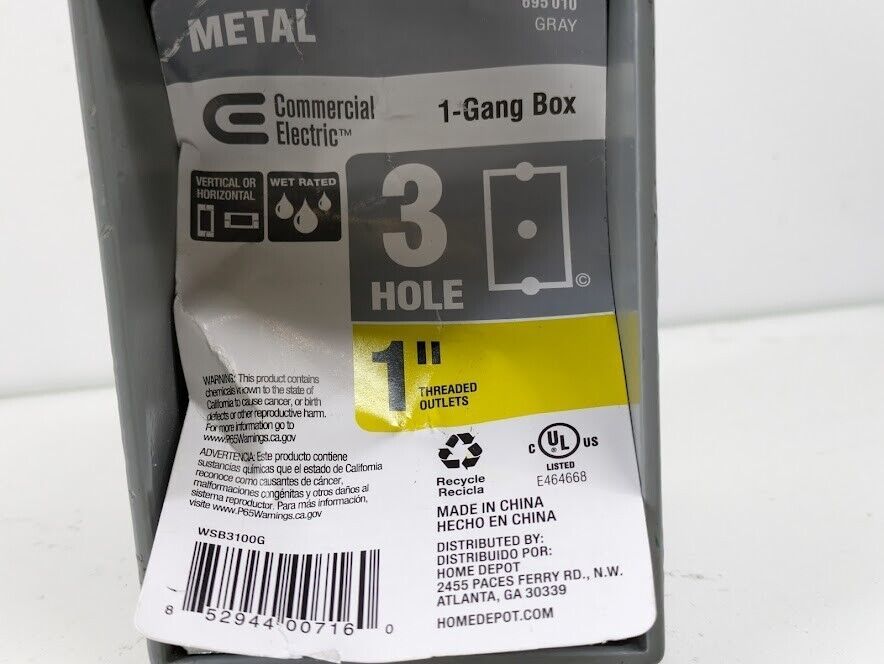 METAL
695 010
GRAY
Commercial
Electric™
1-Gang Box
VERTICAL OR
HORIZONTAL
WET RATED
3
HOLE
©
1"
THREADED
OUTLETS
WARNING: This product contains
chemicals known to the state of
California to cause cancer, or birth
defects or other reproductive harm.
For more information go to
www.P65Warnings.ca.gov
ADVERTENCIA: Este producto contiene
sustancias químicas que el estado de California
reconoce como causantes de cáncer,
malformaciones congénitas y otros daños al
sistema reproductor. Para más información,
visite www.P65Warnings.ca.gov
WSB3100G
8 52944 00716 0
Recycle
Recicla
C UL® US
LISTED
E464668
MADE IN CHINA
HECHO EN CHINA
DISTRIBUTED BY:
DISTRIBUIDO POR:
HOME DEPOT
2455 PACES FERRY RD., N.W.
ATLANTA, GA 30339
HOMEDEPOT.COM